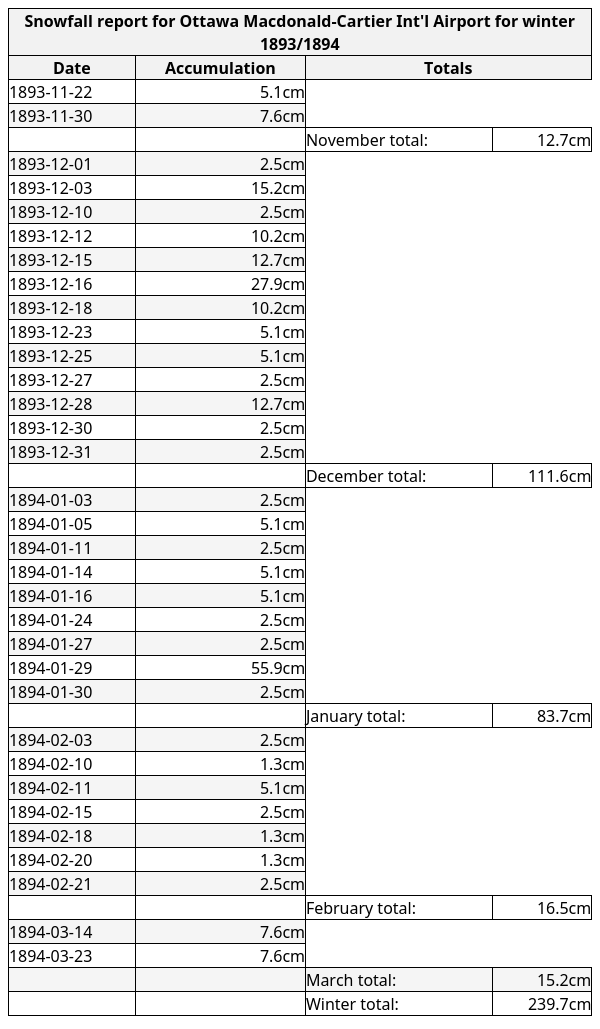 Snowfall report for Ottawa Macdonald-Cartier Int'l Airport for winter
1893/1894
Date Accumulation Totals
1893-11-22 5.1cm
1893-11-30 7.6cm
November total: 12.7cm
1893-12-01 2.5cm
1893-12-03 15.2cm
1893-12-10 2.5cm
1893-12-12 10.2cm
1893-12-15 12.7cm
1893-12-16 27.9cm
1893-12-18 10.2cm
1893-12-23 5.1cm
1893-12-25 5.1cm
1893-12-27 2.5cm
1893-12-28 12.7cm
1893-12-30 2.5cm
1893-12-31 2.5cm
December total: 111.6cm
1894-01-03 2.5cm
1894-01-05 5.1cm
1894-01-11 2.5cm
1894-01-14 5.1cm
1894-01-16 5.1cm
1894-01-24 2.5cm
1894-01-27 2.5cm
1894-01-29 55.9cm
1894-01-30 2.5cm
January total: 83.7cm
1894-02-03 2.5cm
1894-02-10 1.3cm
1894-02-11 5.1cm
1894-02-15 2.5cm
1894-02-18 1.3cm
1894-02-20 1.3cm
1894-02-21 2.5cm
February total: 16.5cm
1894-03-14 7.6cm
1894-03-23 7.6cm
March total: 15.2cm
Winter total: 239.7cm